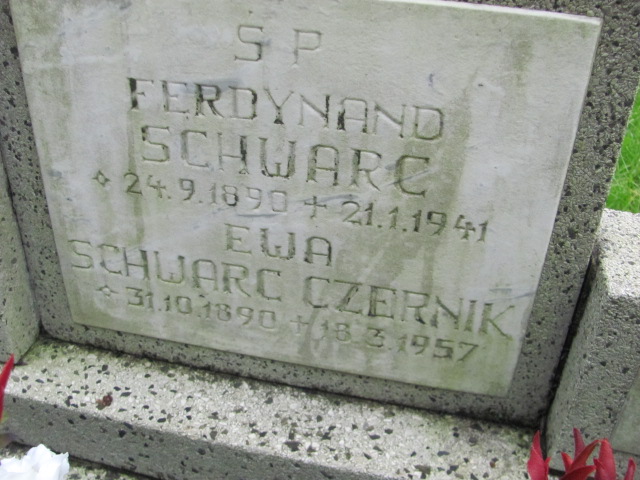 Ś P
FERDYNAND
SCHWARC
✧ 24.9.1890 + 21.1.1941
EWA
SCHWARC CZERNIK
✧ 31.10.1890 + 18.3.1957